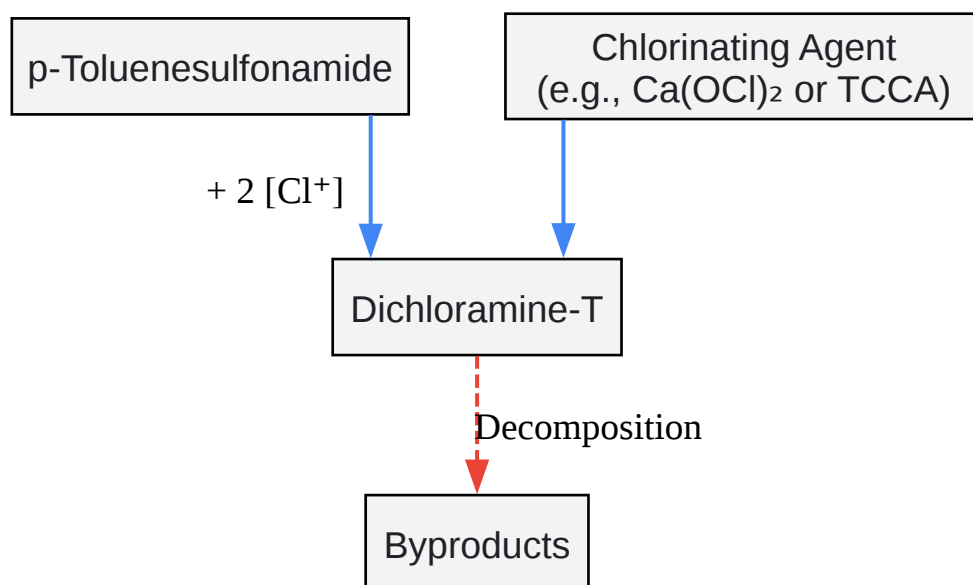 p-Toluenesulfonamide
Chlorinating Agent
(e.g., Ca(OCl)₂ or TCCA)
+ 2 [Cl⁺]
Dichloramine-T
Decomposition
Byproducts